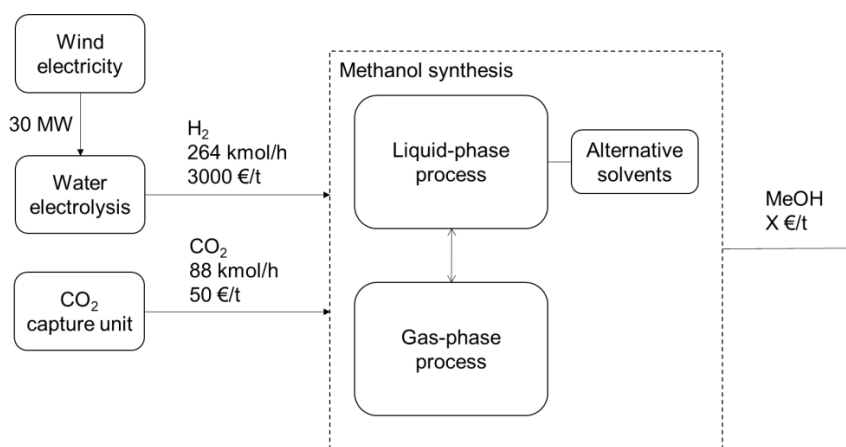 Wind
electricity
30 MW
Water
electrolysis
H₂
264 kmol/h
3000 €/t
CO₂
capture unit
CO₂
88 kmol/h
50 €/t
Methanol synthesis
Liquid-phase
process
Alternative
solvents
Gas-phase
process
MeOH
X €/t